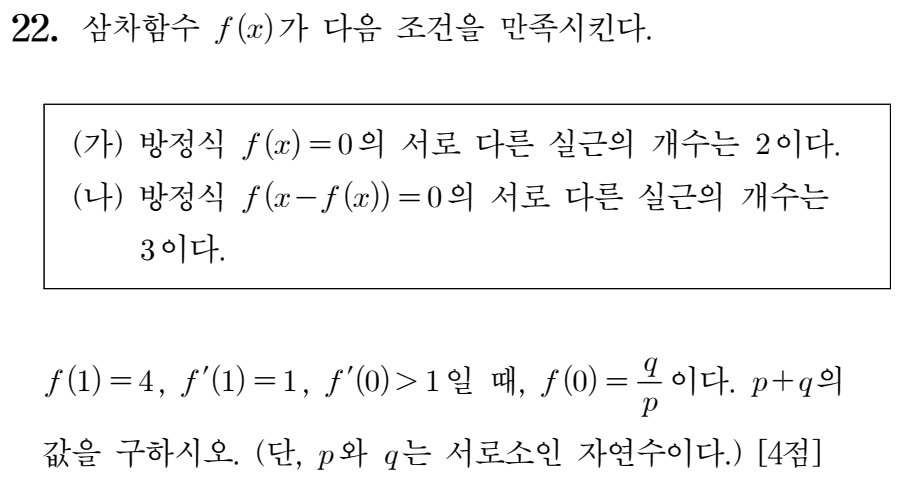 22. 삼차함수 f(x)가 다음 조건을 만족시킨다.
(가) 방정식 f(x)=0의 서로 다른 실근의 개수는 2이다.
(나) 방정식 f(x-f(x))=0의 서로 다른 실근의 개수는
3이다.
f(1)=4, f′(1)=1, f′(0)>1일 때, f(0)=q/p이다. p+q의
값을 구하시오. (단, p와 q는 서로소인 자연수이다.) [4점]